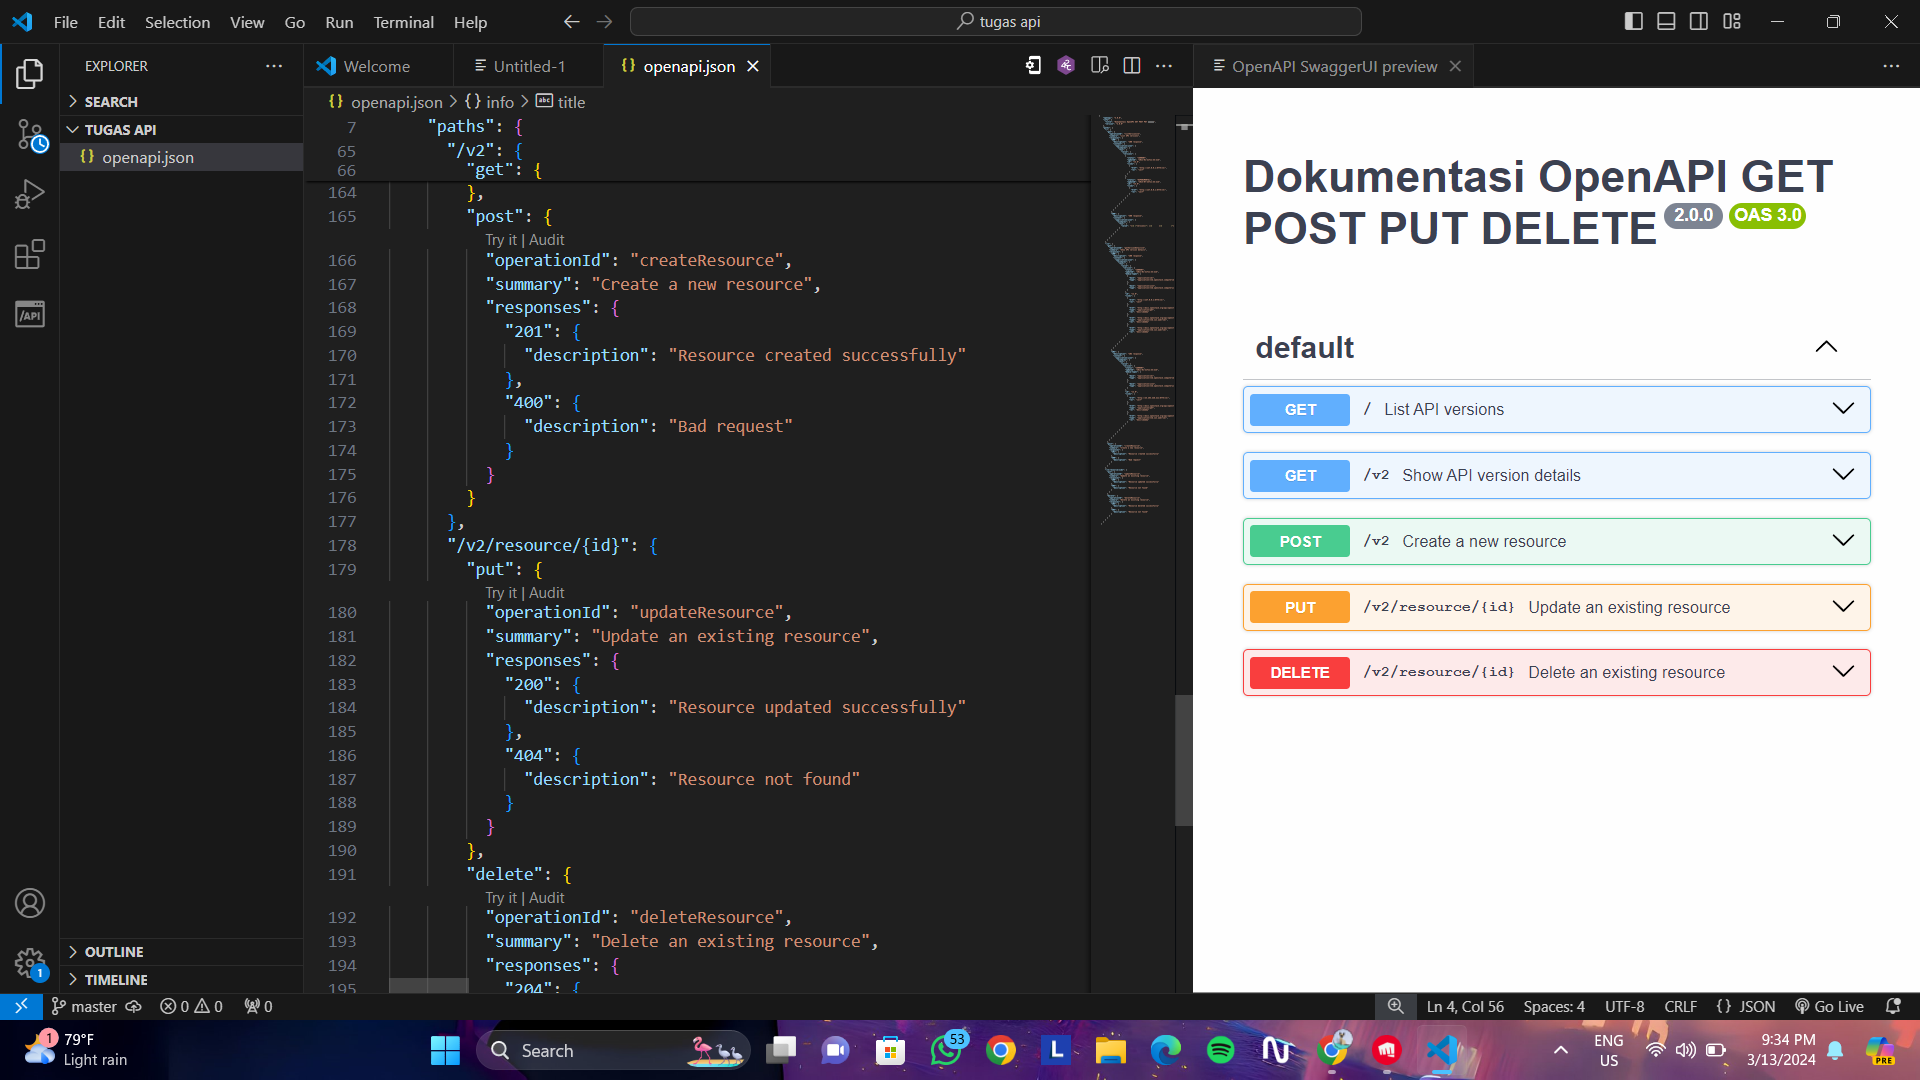 File Edit Selection View Go Run Terminal Help
tugas api
EXPLORER
SEARCH
TUGAS API
{} openapi.json
OUTLINE
TIMELINE
Welcome
Untitled-1
{} openapi.json
OpenAPI SwaggerUI preview
{} openapi.json > {} info > abc title
7 "paths": {
65 "/v2": {
66 "get": {
164 },
165 "post": {
Try it | Audit
166 "operationId": "createResource",
167 "summary": "Create a new resource",
168 "responses": {
169 "201": {
170 "description": "Resource created successfully"
171 },
172 "400": {
173 "description": "Bad request"
174 }
175 }
176 }
177 },
178 "/v2/resource/{id}": {
179 "put": {
Try it | Audit
180 "operationId": "updateResource",
181 "summary": "Update an existing resource",
182 "responses": {
183 "200": {
184 "description": "Resource updated successfully"
185 },
186 "404": {
187 "description": "Resource not found"
188 }
189 }
190 },
191 "delete": {
Try it | Audit
192 "operationId": "deleteResource",
193 "summary": "Delete an existing resource",
194 "responses": {
195 "204": {
Dokumentasi OpenAPI GET
POST PUT DELETE 2.0.0 OAS 3.0
default
GET / List API versions
GET /v2 Show API version details
POST /v2 Create a new resource
PUT /v2/resource/{id} Update an existing resource
DELETE /v2/resource/{id} Delete an existing resource
/API
1
master 0 0 0
Ln 4, Col 56 Spaces: 4 UTF-8 CRLF {} JSON Go Live
1
79°F
Light rain
Search
53
L
ENG
US
9:34 PM
3/13/2024
PRE